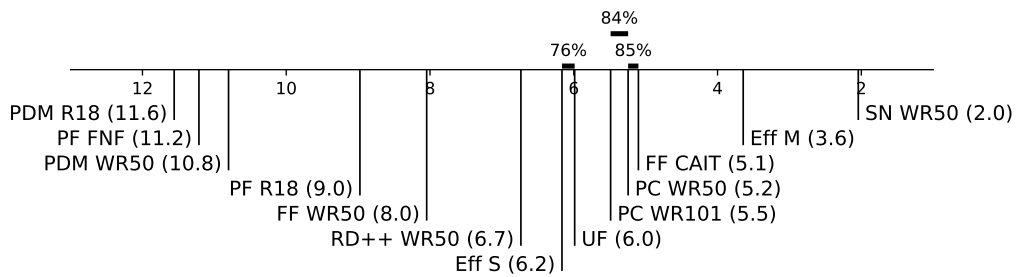 84%
76% 85%
12 10 8 6 4 2
PDM R18 (11.6) SN WR50 (2.0)
PF FNF (11.2) Eff M (3.6)
PDM WR50 (10.8) FF CAIT (5.1)
PF R18 (9.0) PC WR50 (5.2)
FF WR50 (8.0) PC WR101 (5.5)
RD++ WR50 (6.7) UF (6.0)
Eff S (6.2)